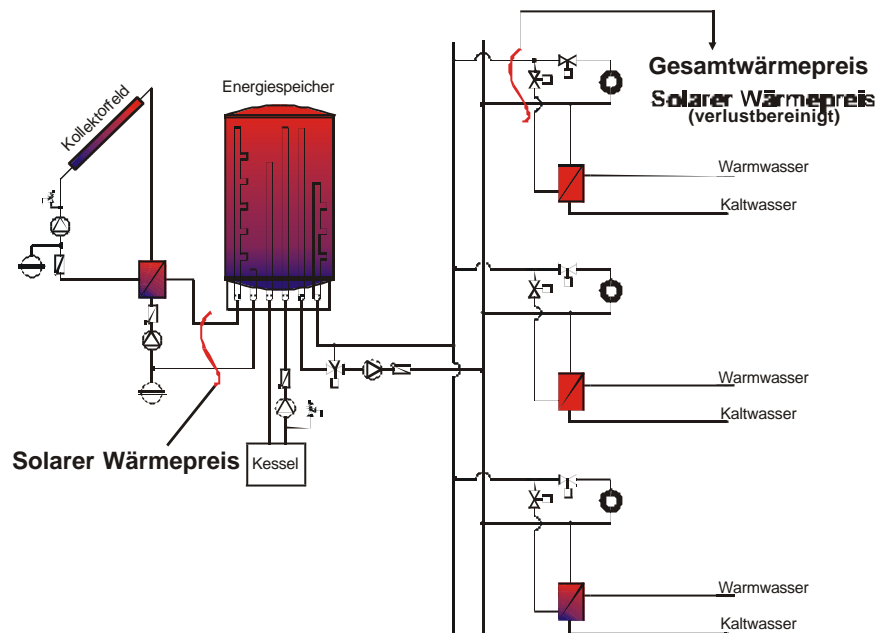 Energiespeicher
Kollektorfeld
Gesamtwärmepreis
Solarer Wärmepreis
(verlustbereinigt)
Warmwasser
Kaltwasser
Warmwasser
Kaltwasser
Solarer Wärmepreis
Kessel
Warmwasser
Kaltwasser